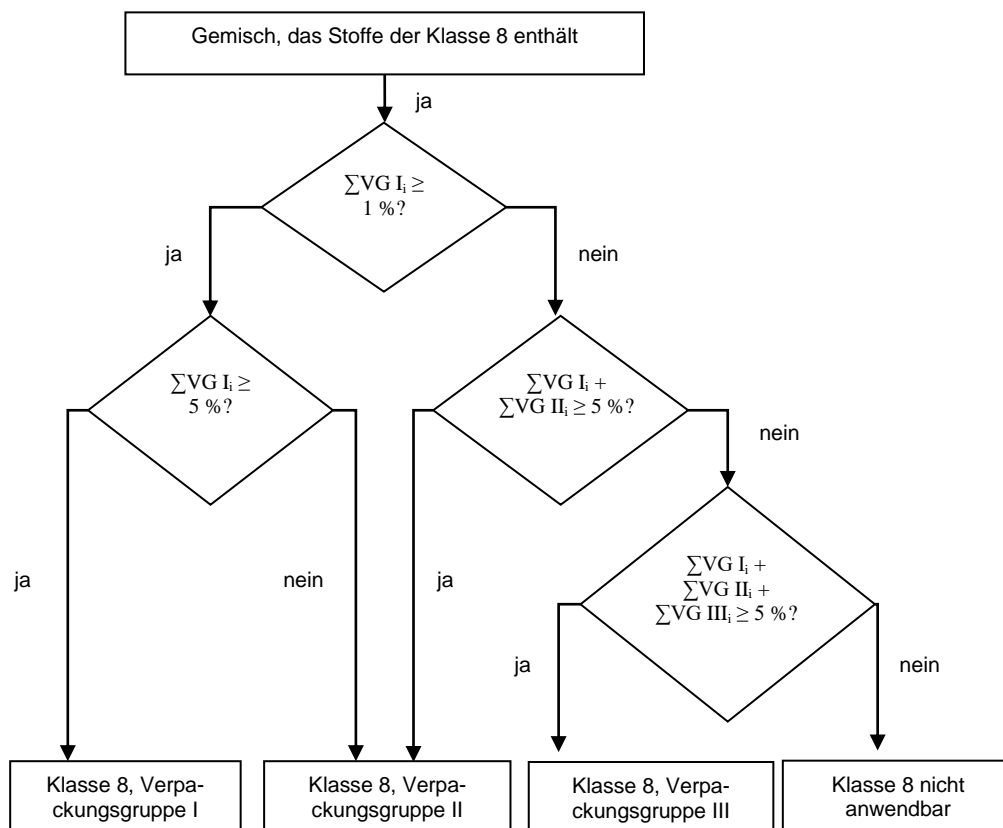 Gemisch, das Stoffe der Klasse 8 enthält
ja
∑VG Iᵢ ≥
1 %?
ja
nein
∑VG Iᵢ ≥
5 %?
∑VG Iᵢ +
∑VG IIᵢ ≥ 5 %?
nein
∑VG Iᵢ +
∑VG IIᵢ +
∑VG IIIᵢ ≥ 5 %?
ja
nein
ja
ja
nein
Klasse 8, Verpa-
ckungsgruppe I
Klasse 8, Verpa-
ckungsgruppe II
Klasse 8, Verpa-
ckungsgruppe III
Klasse 8 nicht
anwendbar